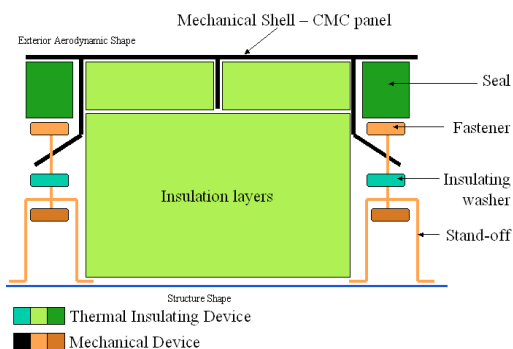 Mechanical Shell – CMC panel
Exterior Aerodynamic Shape
Seal
Fastener
Insulating
washer
Insulation layers
Stand-off
Structure Shape
Thermal Insulating Device
Mechanical Device